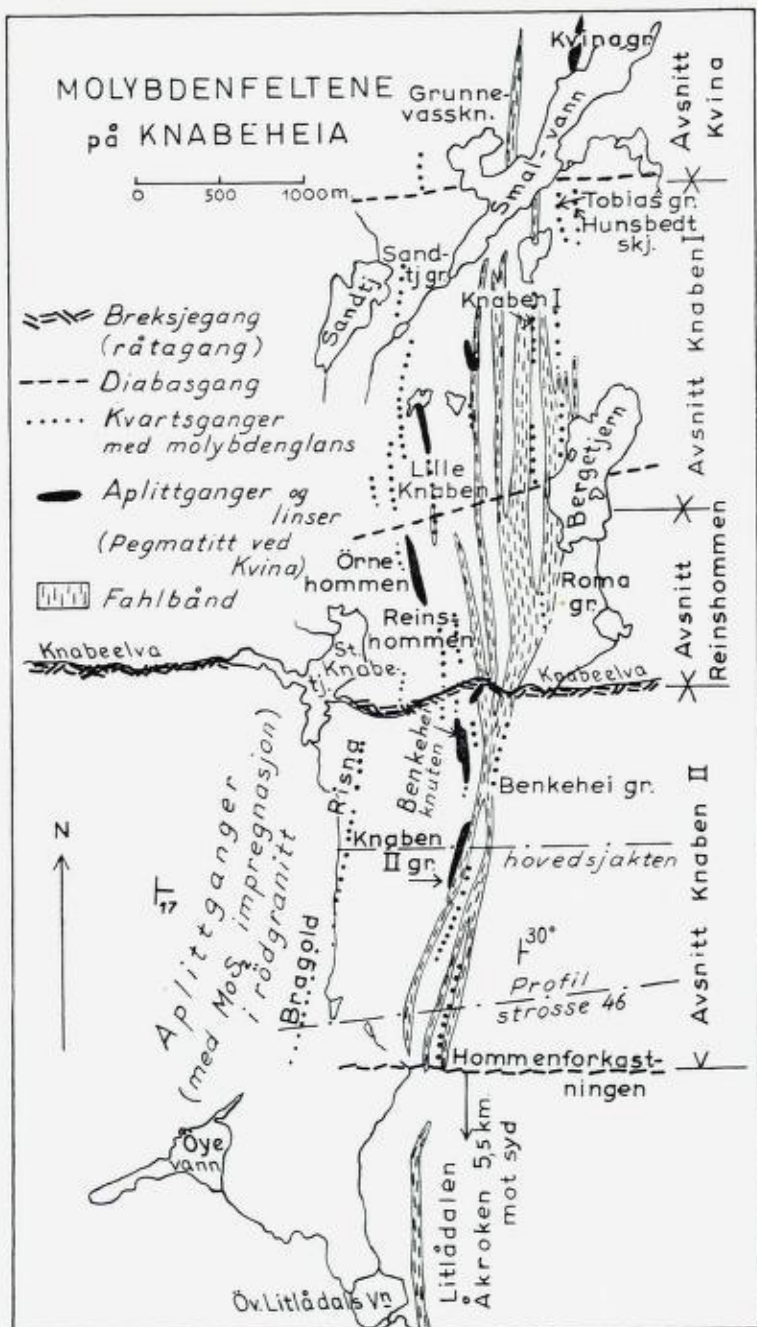 MOLYBDENFELTENE
på KNABEHEIA
0 500 1000 m.
Breksjegang
(råtagang)
Diabasgang
Kvartsganger
med molybdenglans
Aplittganger og
linser
(Pegmatitt ved
Kvina)
Fahlbånd
Kvina gr.
Grunne-
vasskn.
Smal-
vann
Tobias gr.
Hunsbedt
skj.
Sand-
tj gr.
Sandtj.
Knaben I
Lille
Knaben
Bergetjern
Örne
hommen
Reins
hommen
Roma
gr.
Knabeelva
St.
Knabe-
tj.
Knabeelva
Benkehei
knuten
Risna
Benkehei gr.
Knaben
II gr.
hovedsjakten
N
17
Aplittganger
(med MoS2 impregnasjon)
i rödgranitt
Bragold
30°
Profil
strosse 46
Hommenforkast-
ningen
Öye
vann
Litlådalen
Åkroken 5,5 km.
mot syd
Öv. Litlådals Vn
Avsnitt
Kvina
Avsnitt Knaben I
Avsnitt
Reinshommen
Avsnitt Knaben II